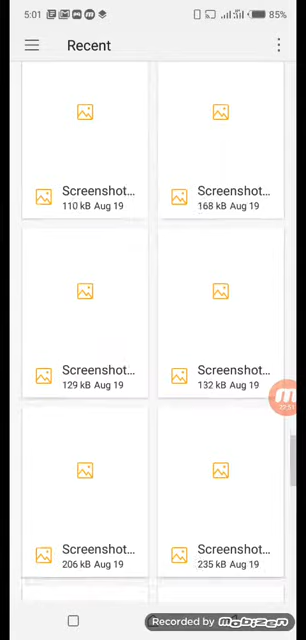 5:01
85%
Recent
Screenshot...
110 kB Aug 19
Screenshot...
168 kB Aug 19
Screenshot...
129 kB Aug 19
Screenshot...
132 kB Aug 19
Screenshot...
206 kB Aug 19
Screenshot...
235 kB Aug 19
Recorded by mobizen